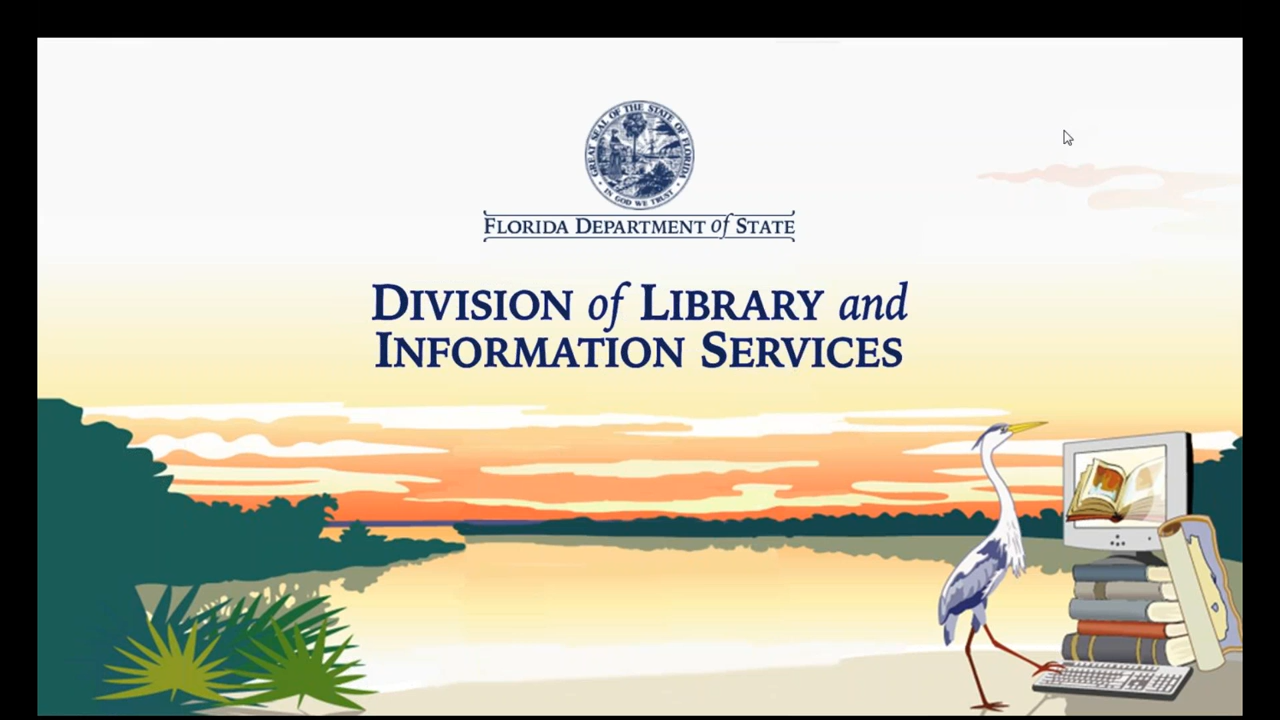 GREAT SEAL OF THE STATE OF FLORIDA
IN GOD WE TRUST
FLORIDA DEPARTMENT of STATE
DIVISION of LIBRARY and
INFORMATION SERVICES